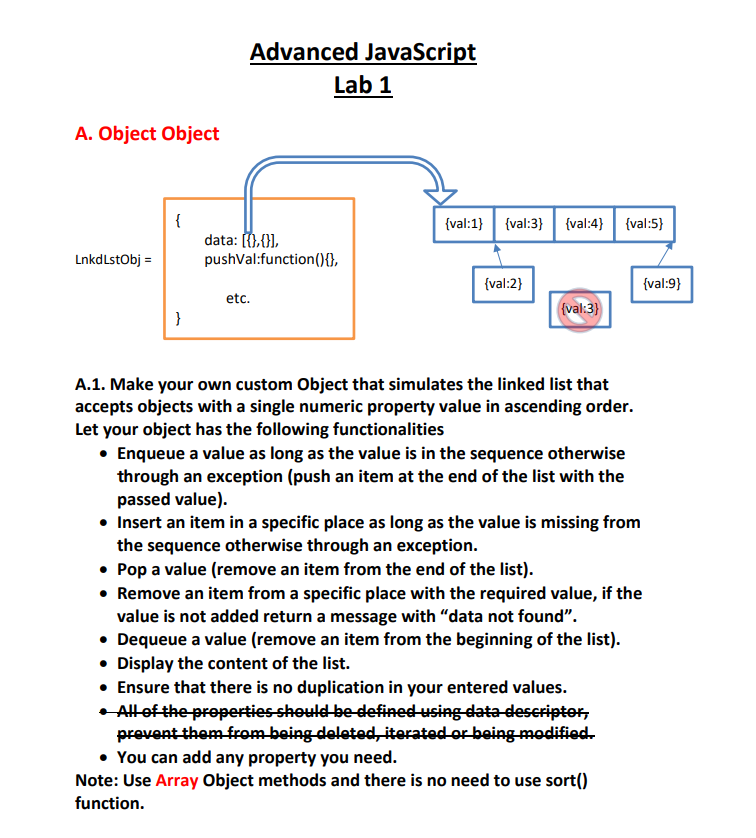 Advanced JavaScript
Lab 1
A. Object Object
{
data: [{},{}],
LnkdLstObj =
pushVal:function(){},
etc.
}
{val:1} {val:3} {val:4} {val:5}
{val:2}
{val:9}
{val:3}
A.1. Make your own custom Object that simulates the linked list that
accepts objects with a single numeric property value in ascending order.
Let your object has the following functionalities
• Enqueue a value as long as the value is in the sequence otherwise
through an exception (push an item at the end of the list with the
passed value).
• Insert an item in a specific place as long as the value is missing from
the sequence otherwise through an exception.
• Pop a value (remove an item from the end of the list).
• Remove an item from a specific place with the required value, if the
value is not added return a message with “data not found”.
• Dequeue a value (remove an item from the beginning of the list).
• Display the content of the list.
• Ensure that there is no duplication in your entered values.
• All of the properties should be defined using data descriptor,
prevent them from being deleted, iterated or being modified.
• You can add any property you need.
Note: Use Array Object methods and there is no need to use sort()
function.